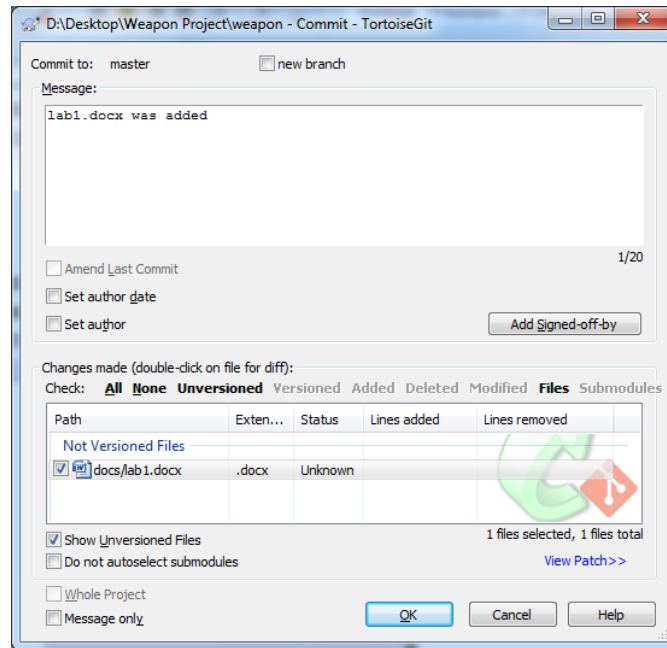 D:\Desktop\Weapon Project\weapon - Commit - TortoiseGit
Commit to: master new branch
Message:
lab1.docx was added
1/20
Amend Last Commit
Set author date
Set author
Add Signed-off-by
Changes made (double-click on file for diff):
Check: All None Unversioned Versioned Added Deleted Modified Files Submodules
Path Exten... Status Lines added Lines removed
Not Versioned Files
docs/lab1.docx .docx Unknown
Show Unversioned Files
1 files selected, 1 files total
Do not autoselect submodules
View Patch>>
Whole Project
Message only
OK Cancel Help